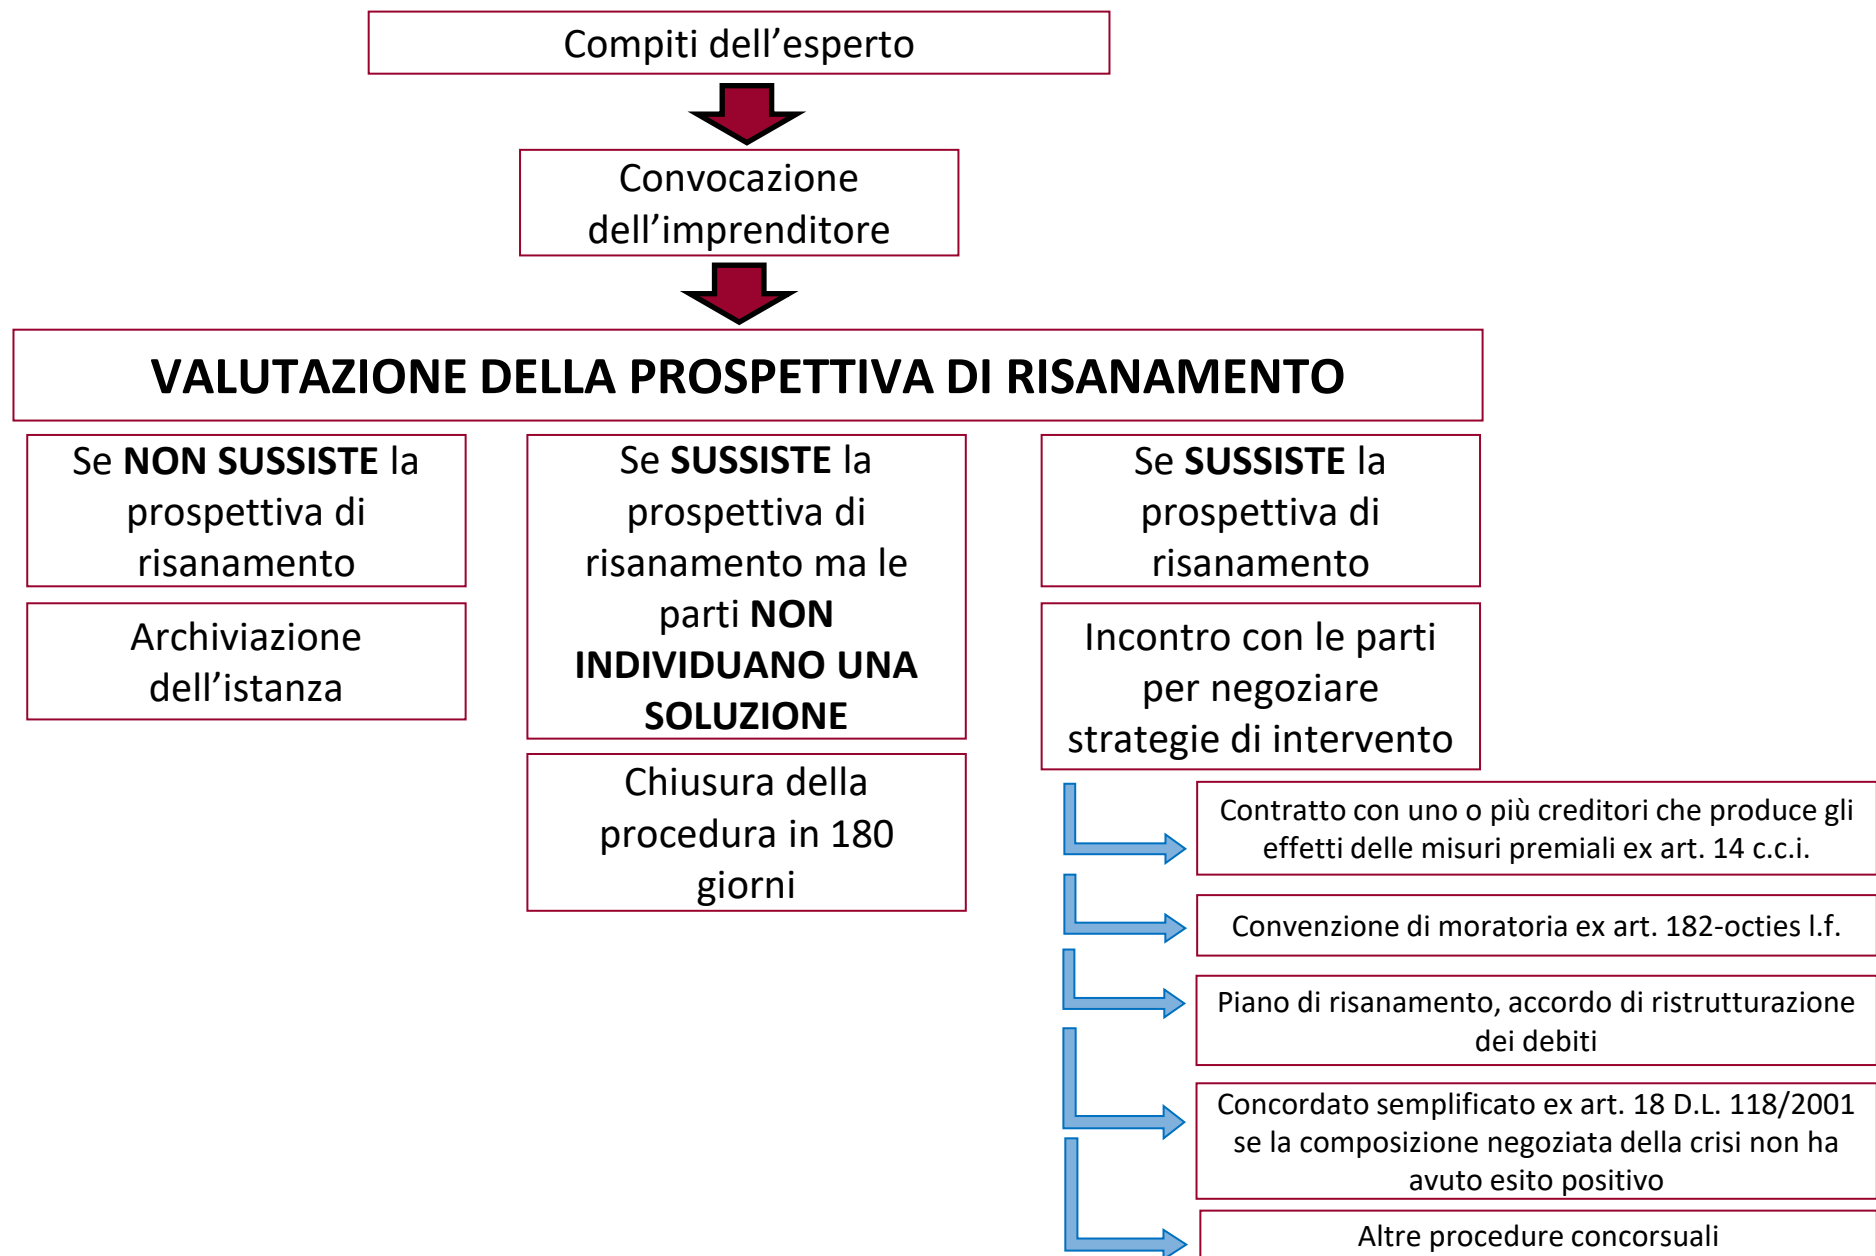 Compiti dell’esperto
Convocazione
dell’imprenditore
VALUTAZIONE DELLA PROSPETTIVA DI RISANAMENTO
Se NON SUSSISTE la
prospettiva di
risanamento
Archiviazione
dell’istanza
Se SUSSISTE la
prospettiva di
risanamento ma le
parti NON
INDIVIDUANO UNA
SOLUZIONE
Chiusura della
procedura in 180
giorni
Se SUSSISTE la
prospettiva di
risanamento
Incontro con le parti
per negoziare
strategie di intervento
Contratto con uno o più creditori che produce gli
effetti delle misuri premiali ex art. 14 c.c.i.
Convenzione di moratoria ex art. 182-octies l.f.
Piano di risanamento, accordo di ristrutturazione
dei debiti
Concordato semplificato ex art. 18 D.L. 118/2001
se la composizione negoziata della crisi non ha
avuto esito positivo
Altre procedure concorsuali